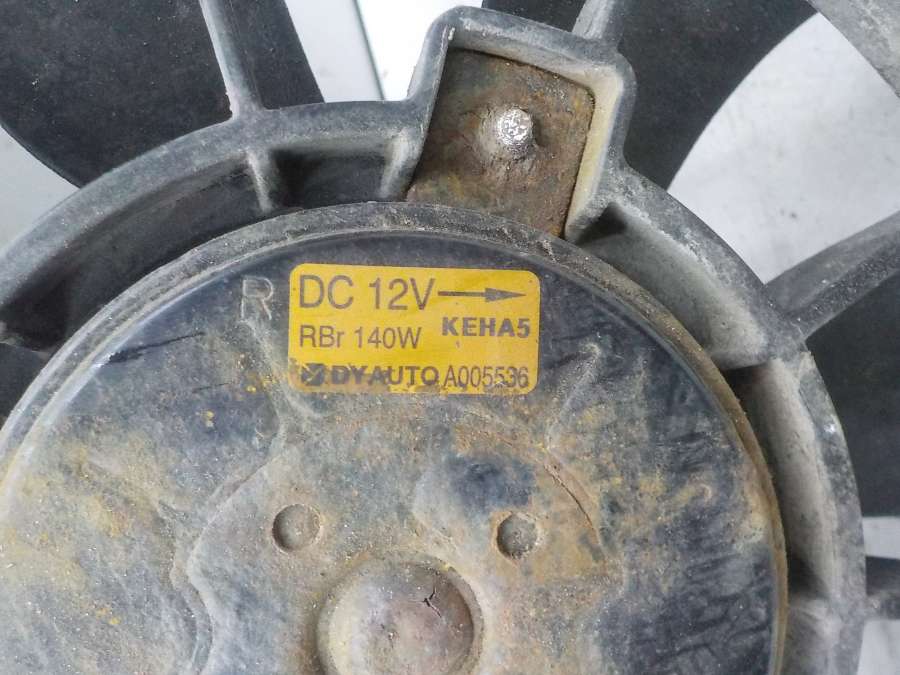 R
DC 12V
RBr 140W KEHA5
DYAUTO A005536